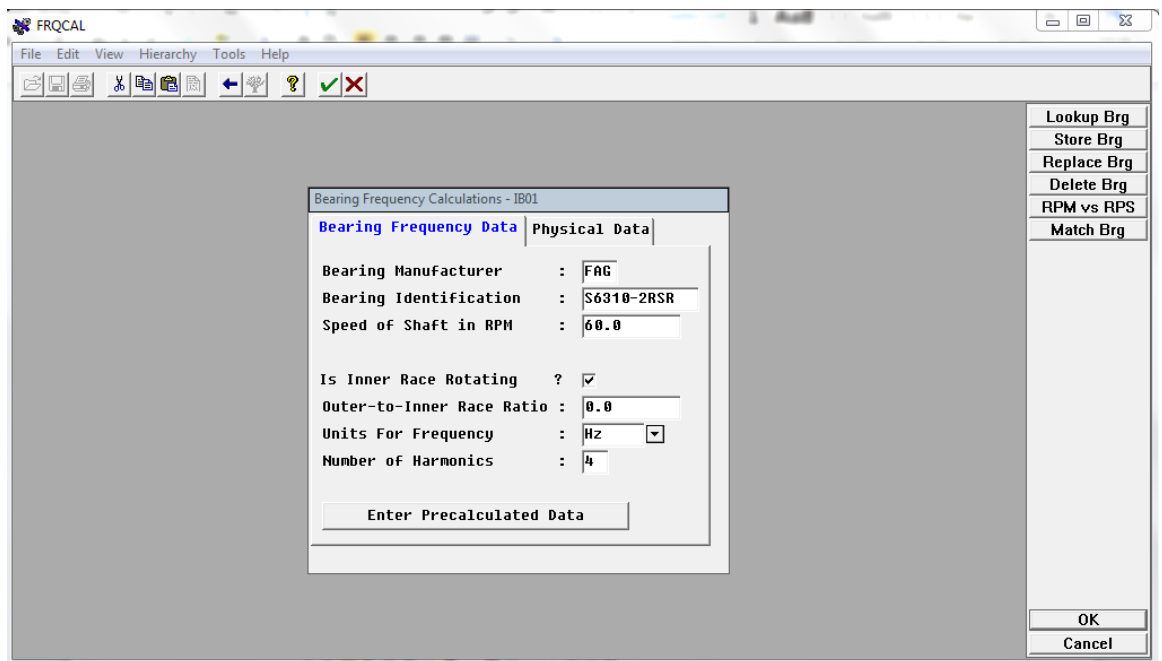 FRQCAL
File Edit View Hierarchy Tools Help
Lookup Brg
Store Brg
Replace Brg
Delete Brg
RPM vs RPS
Match Brg
Bearing Frequency Calculations - IB01
Bearing Frequency Data Physical Data
Bearing Manufacturer : FAG
Bearing Identification : S6310-2RSR
Speed of Shaft in RPM : 60.0
Is Inner Race Rotating ?
Outer-to-Inner Race Ratio : 0.0
Units For Frequency : Hz
Number of Harmonics : 4
Enter Precalculated Data
OK
Cancel